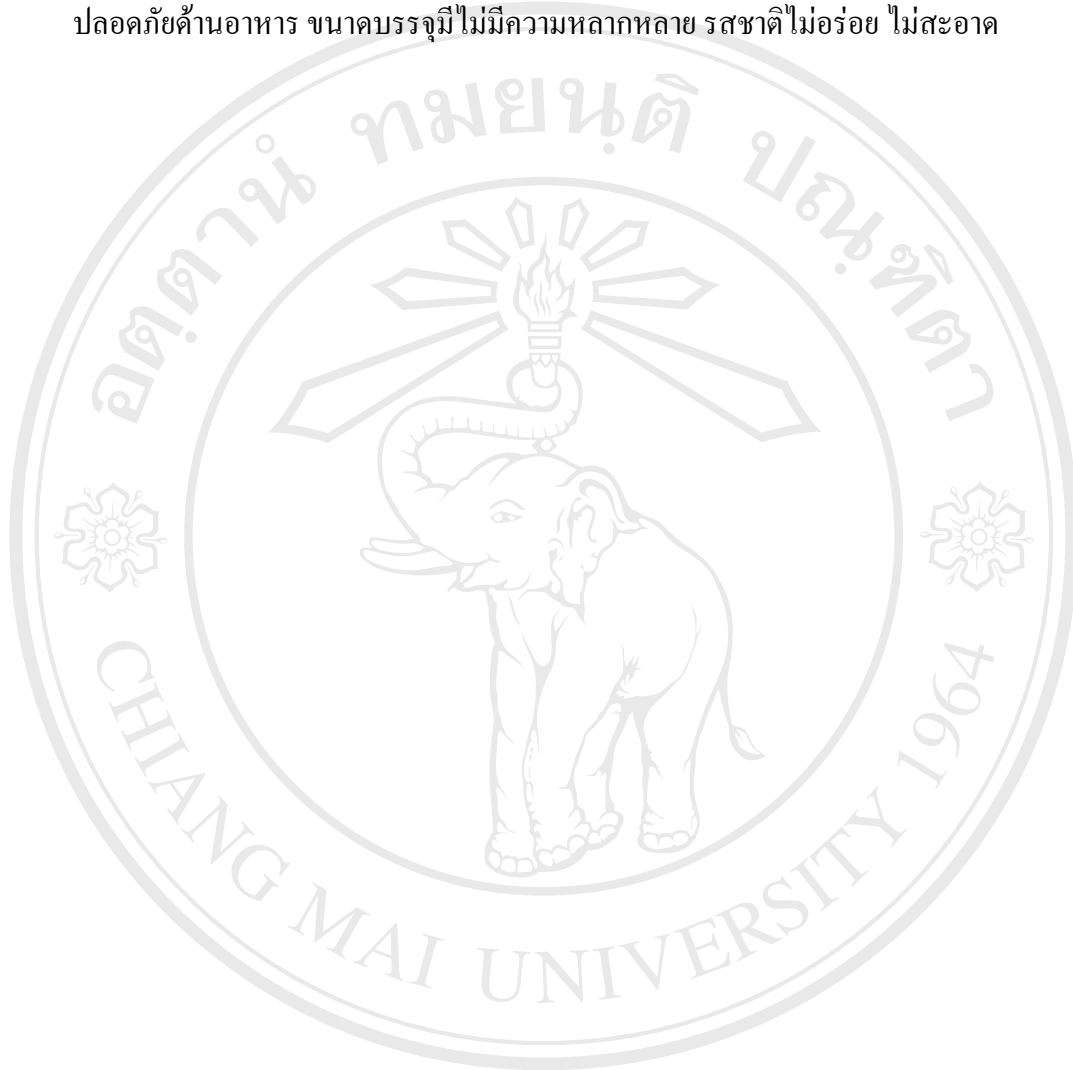 ปลอดภัยด้านอาหาร ขนาดบรรจุมีไม่มีความหลากหลาย รสชาติไม่อร่อย ไม่สะอาด
อตฺตานํ ทมยนฺติ ปณฺฑิตา
CHIANG MAI UNIVERSITY 1964